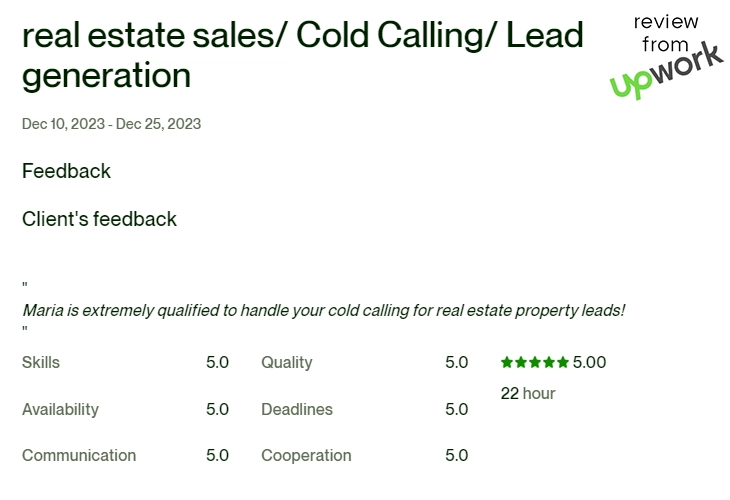 real estate sales/ Cold Calling/ Lead
generation
review
from
upwork
Dec 10, 2023 - Dec 25, 2023
Feedback
Client's feedback
"
Maria is extremely qualified to handle your cold calling for real estate property leads!
"
Skills 5.0 Quality 5.0 ★★★★★ 5.00
22 hour
Availability 5.0 Deadlines 5.0
Communication 5.0 Cooperation 5.0